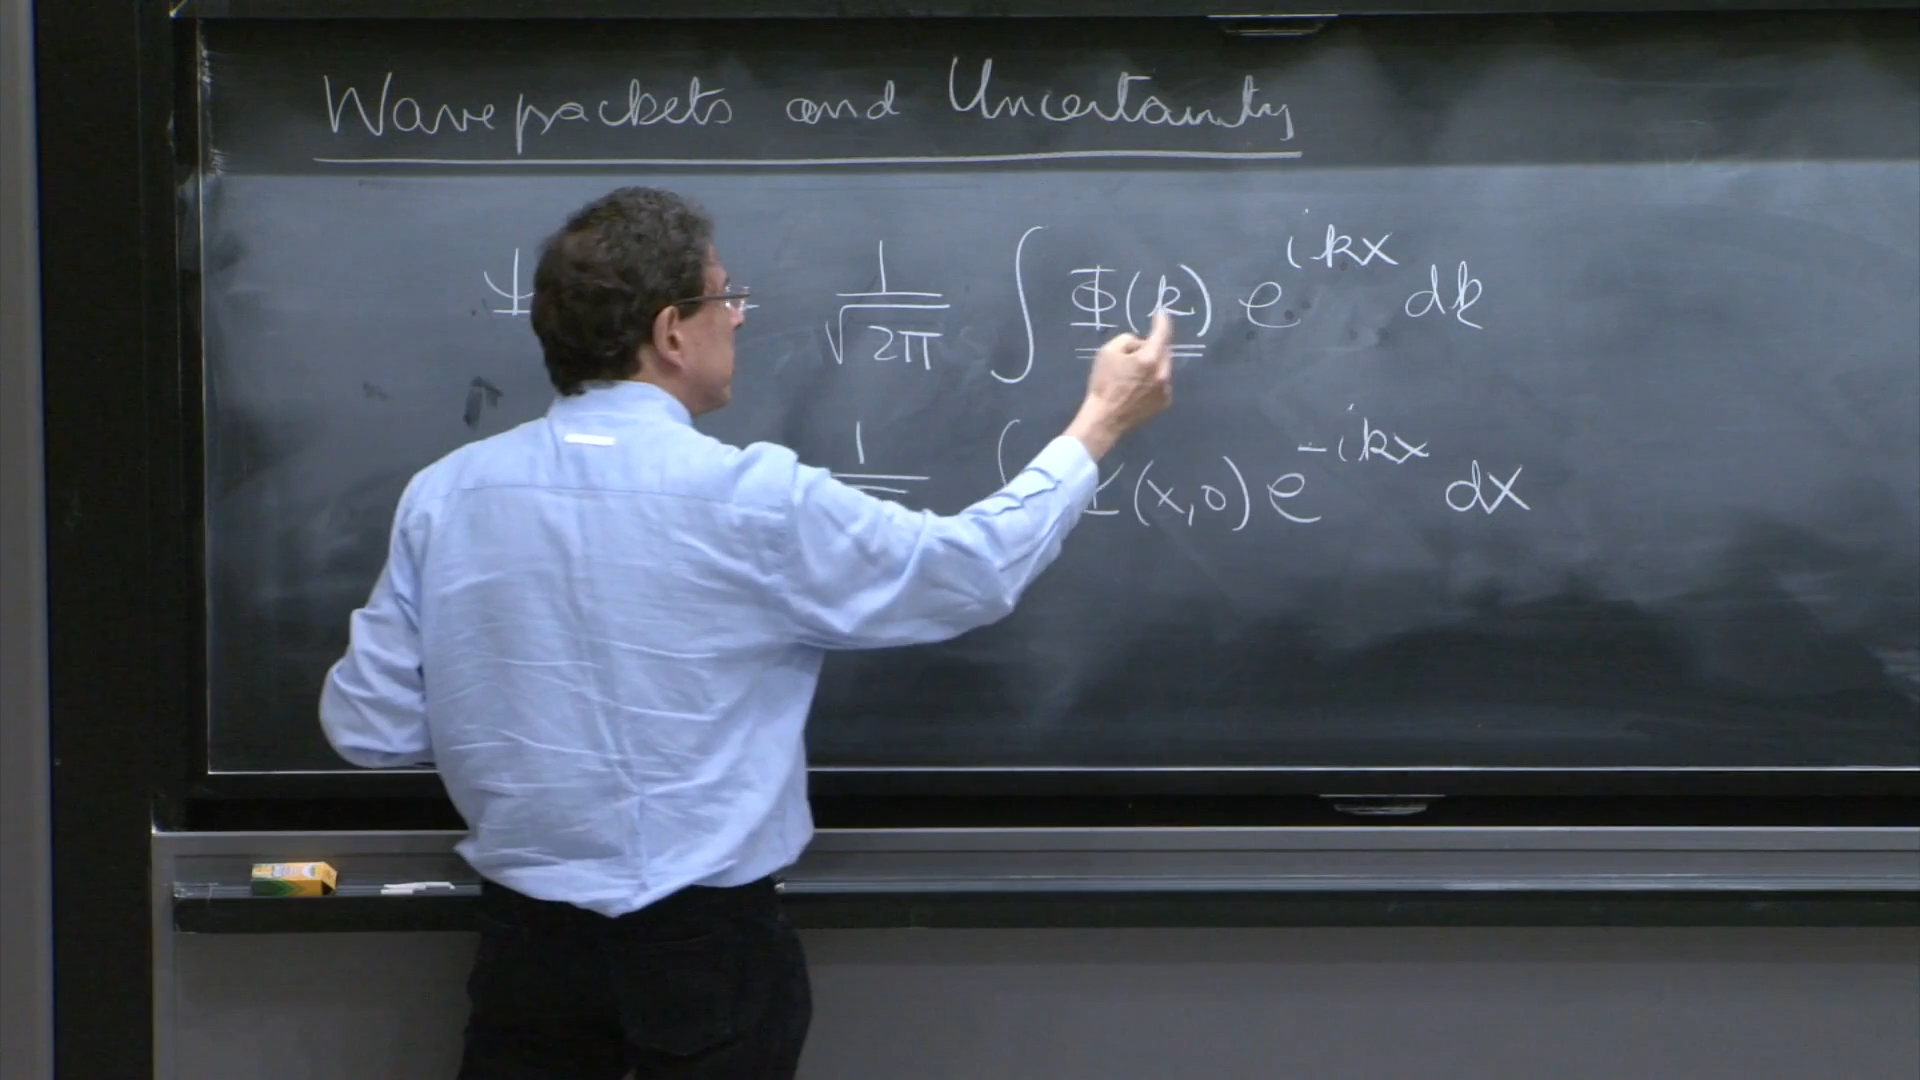 Wavepackets and Uncertainty
Ψ 1/√2π ∫ Φ(k) e^{ikx} dk
1 ∫ Ψ(x,0) e^{-ikx} dx